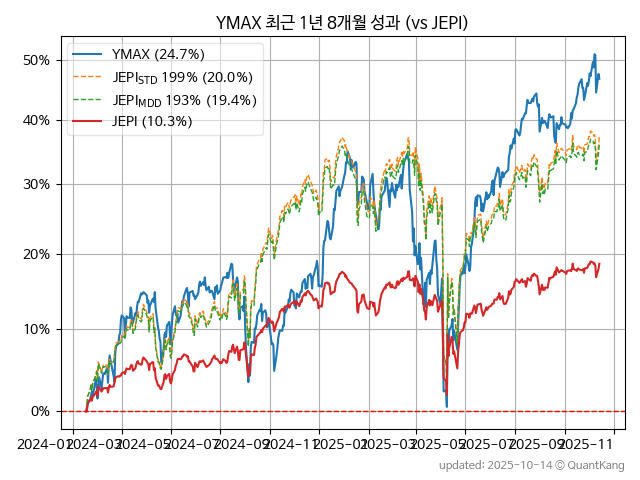 YMAX 최근 1년 8개월 성과 (vs JEPI)
YMAX (24.7%)
JEPI_STD 199% (20.0%)
JEPI_MDD 193% (19.4%)
JEPI (10.3%)
50%
40%
30%
20%
10%
0%
2024-01 2024-03 2024-05 2024-07 2024-09 2024-11 2025-01 2025-03 2025-05 2025-07 2025-09 2025-11
updated: 2025-10-14 © QuantKang